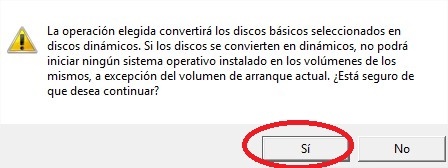 La operación elegida convertirá los discos básicos seleccionados en
discos dinámicos. Si los discos se convierten en dinámicos, no podrá
iniciar ningún sistema operativo instalado en los volúmenes de los
mismos, a excepción del volumen de arranque actual. ¿Está seguro de
que desea continuar?
Sí
No